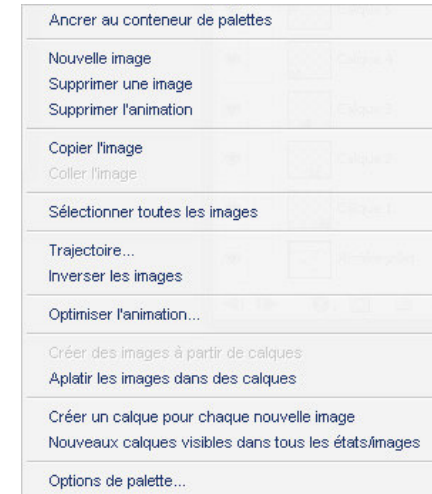 Ancrer au conteneur de palettes
Nouvelle image
Supprimer une image
Supprimer l'animation
Copier l'image
Coller l'image
Sélectionner toutes les images
Trajectoire...
Inverser les images
Optimiser l'animation...
Créer des images à partir de calques
Aplatir les images dans des calques
Créer un calque pour chaque nouvelle image
Nouveaux calques visibles dans tous les états/images
Options de palette...